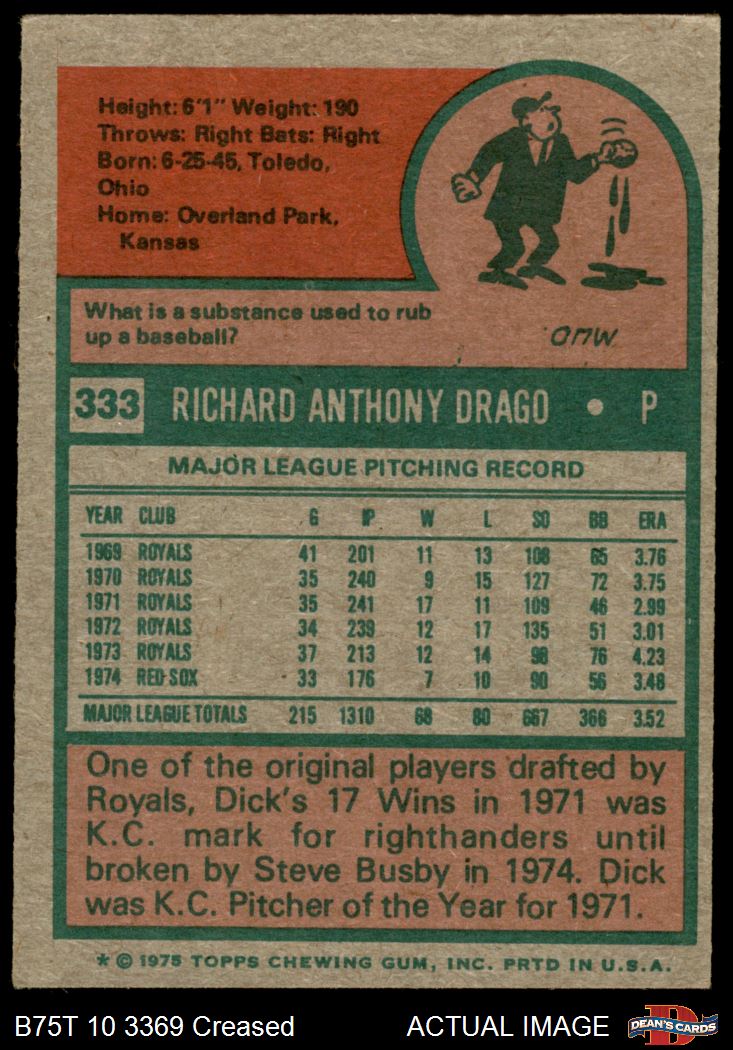 Height: 6'1" Weight: 190
Throws: Right Bats: Right
Born: 6-25-45, Toledo,
Ohio
Home: Overland Park,
Kansas
What is a substance used to rub
up a baseball?
MUD
333 RICHARD ANTHONY DRAGO • P
MAJOR LEAGUE PITCHING RECORD
YEAR CLUB G IP W L SO BB ERA
1969 ROYALS 41 201 11 13 108 65 3.76
1970 ROYALS 35 240 9 15 127 72 3.75
1971 ROYALS 35 241 17 11 109 46 2.99
1972 ROYALS 34 239 12 17 135 51 3.01
1973 ROYALS 37 213 12 14 98 76 4.23
1974 RED SOX 33 176 7 10 90 56 3.48
MAJOR LEAGUE TOTALS 215 1310 68 80 667 366 3.52
One of the original players drafted by
Royals, Dick's 17 Wins in 1971 was
K.C. mark for righthanders until
broken by Steve Busby in 1974. Dick
was K.C. Pitcher of the Year for 1971.
* © 1975 TOPPS CHEWING GUM, INC. PRTD IN U.S.A.
B75T 10 3369 Creased ACTUAL IMAGE DEAN'S CARDS